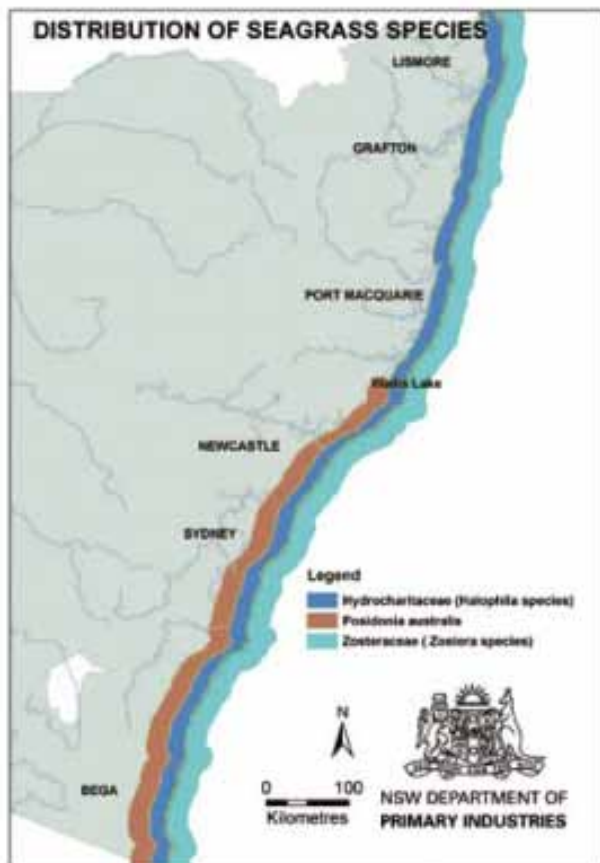 DISTRIBUTION OF SEAGRASS SPECIES
LISMORE
GRAFTON
PORT MACQUARIE
Wallis Lake
NEWCASTLE
SYDNEY
Legend
Hydrocharitaceae (Halophila species)
Posidonia australis
Zosteraceae ( Zostera species)
BEGA
N
0 100
Kilometres
NSW DEPARTMENT OF
PRIMARY INDUSTRIES